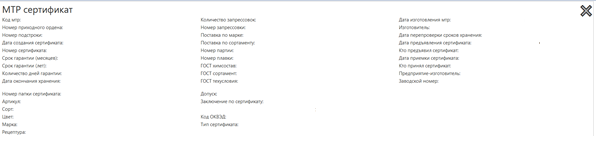 МТР сертификат
Код мтр:
Номер приходного ордена:
Номер подстроки:
Дата создания сертификата:
Номер сертификата:
Срок гарантии (месяцев):
Срок гарантии (лет):
Количество дней гарантии:
Дата окончания хранения:
Номер папки сертификата:
Артикул:
Сорт:
Цвет:
Марка:
Рецептура:
Количество запрессовок:
Номер запрессовки:
Поставка по марке:
Поставка по сортаменту:
Номер партии:
Номер плавки:
ГОСТ химсостав:
ГОСТ сортамент:
ГОСТ техусловия:
Допуск:
Заключение по сертификату:
Код ОКВЭД:
Тип сертификата:
Дата изготовления мтр:
Изготовитель:
Дата перепроверки сроков хранения:
Дата предъявления сертификата:
Кто предъявил сертификат:
Дата приемки сертификата:
Кто принял сертификат:
Предприятие-изготовитель:
Заводской номер: